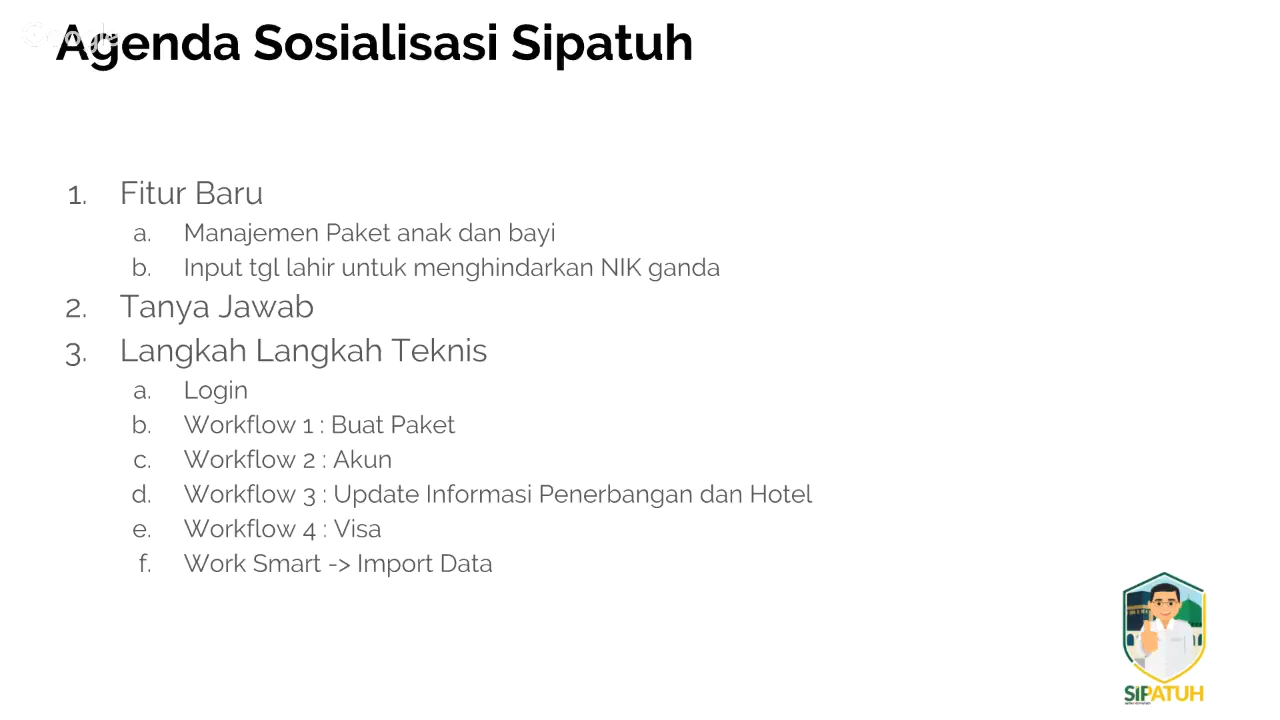 Google
Agenda Sosialisasi Sipatuh
1. Fitur Baru
a. Manajemen Paket anak dan bayi
b. Input tgl lahir untuk menghindarkan NIK ganda
2. Tanya Jawab
3. Langkah Langkah Teknis
a. Login
b. Workflow 1 : Buat Paket
c. Workflow 2 : Akun
d. Workflow 3 : Update Informasi Penerbangan dan Hotel
e. Workflow 4 : Visa
f. Work Smart -> Import Data
SIPATUH